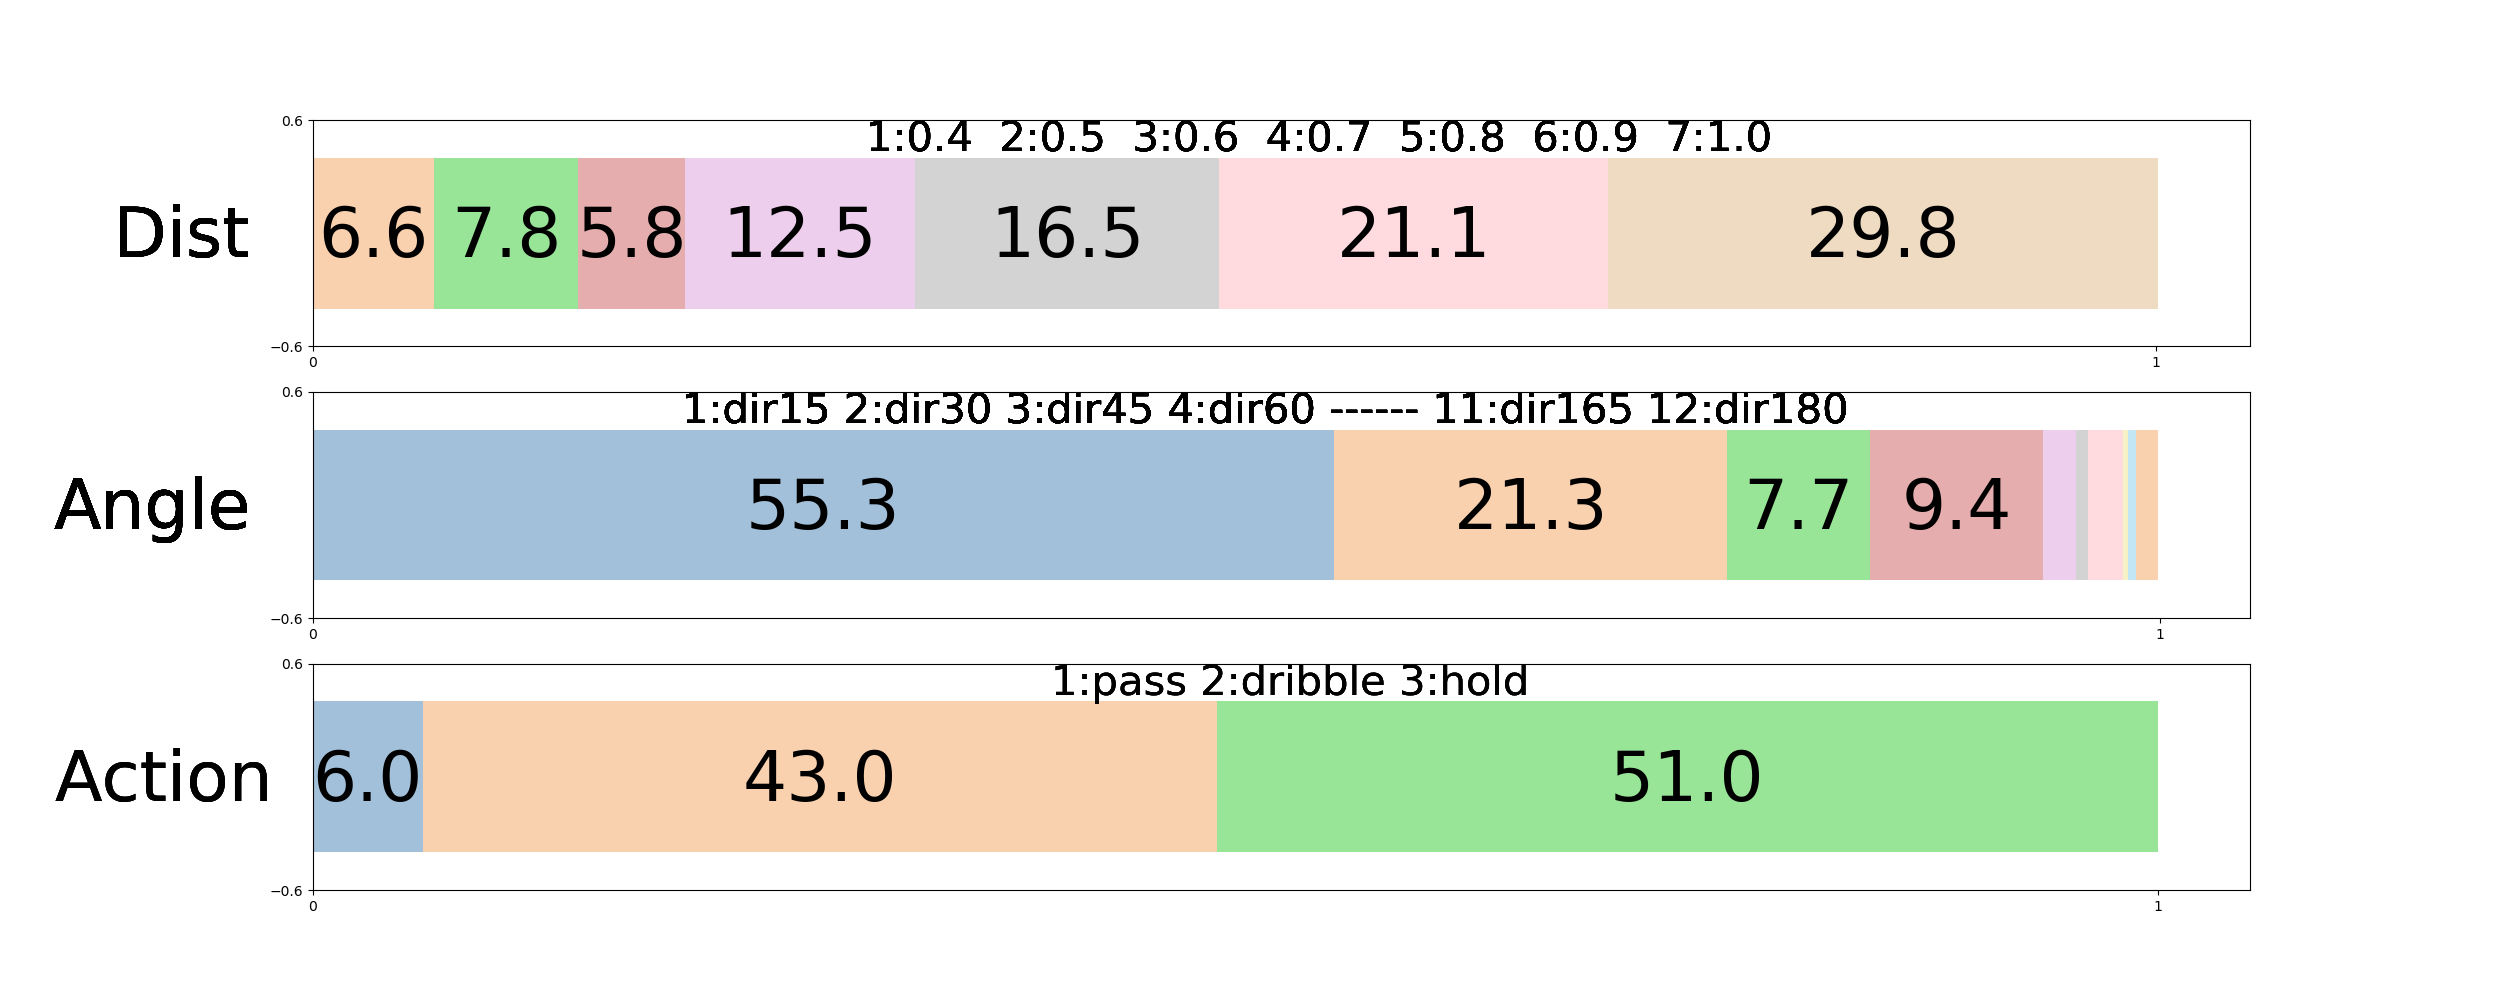 0.6
1:0.4 2:0.5 3:0.6 4:0.7 5:0.8 6:0.9 7:1.0
Dist
6.6 7.8 5.8 12.5 16.5 21.1 29.8
−0.6
0 1
0.6
1:dir15 2:dir30 3:dir45 4:dir60 ------ 11:dir165 12:dir180
Angle
55.3 21.3 7.7 9.4
−0.6
0 1
0.6
1:pass 2:dribble 3:hold
Action
6.0 43.0 51.0
−0.6
0 1